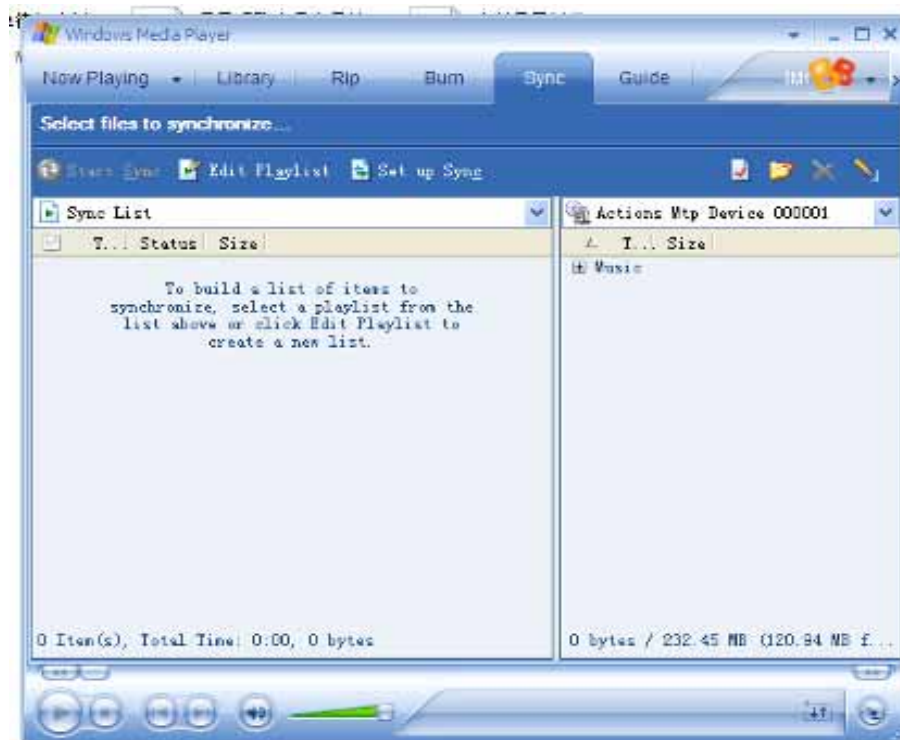 Windows Media Player
Now Playing Library Rip Burn Sync Guide
Select files to synchronize...
Start Sync Edit Playlist Set up Sync
Sync List Actions Mtp Device 000001
T... Status Size T... Size
Music
To build a list of items to
synchronize, select a playlist from the
list above or click Edit Playlist to
create a new list.
0 Item(s), Total Time: 0:00, 0 bytes 0 bytes / 232.45 MB (120.94 MB f...